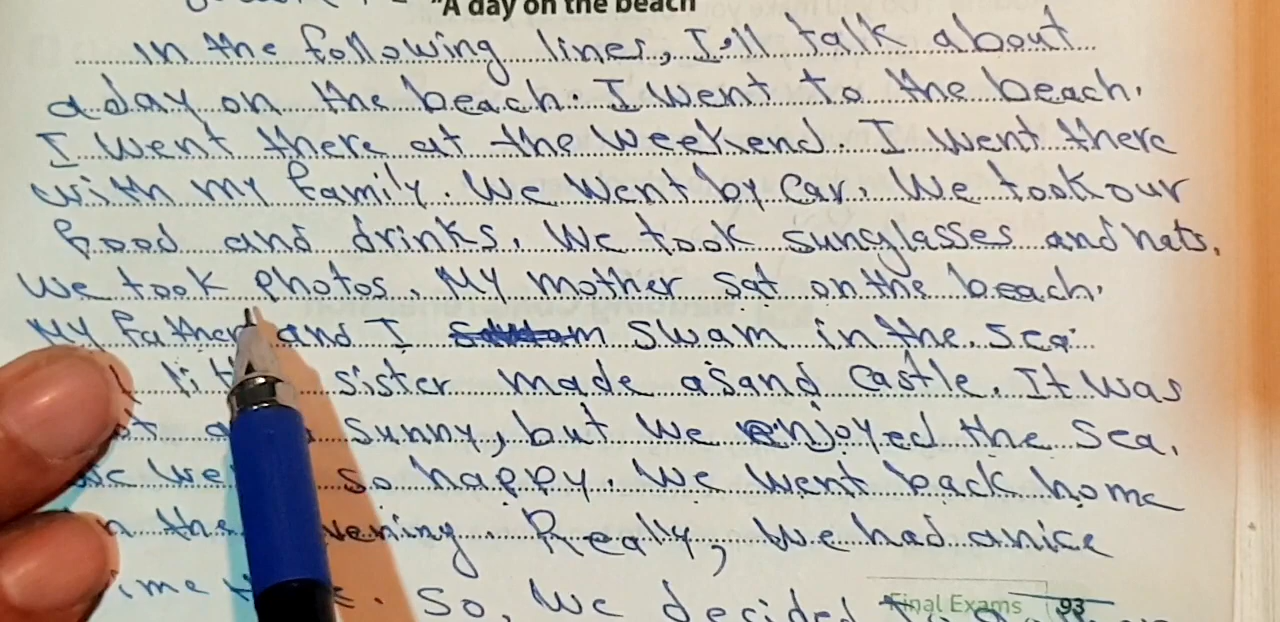 "A day on the beach
In the following lines, I'll talk about
a day on the beach. I went to the beach.
I went there at the weekend. I went there
with my family. We went by car. We took our
food and drinks. We took sunglasses and hats.
We took photos. My mother sat on the beach.
My father and I swam in the sea.
sister made a sand castle. It was
sunny, but we enjoyed the sea.
so happy. We went back home
the Really, we had a nice
So, we decided
Final Exams 93